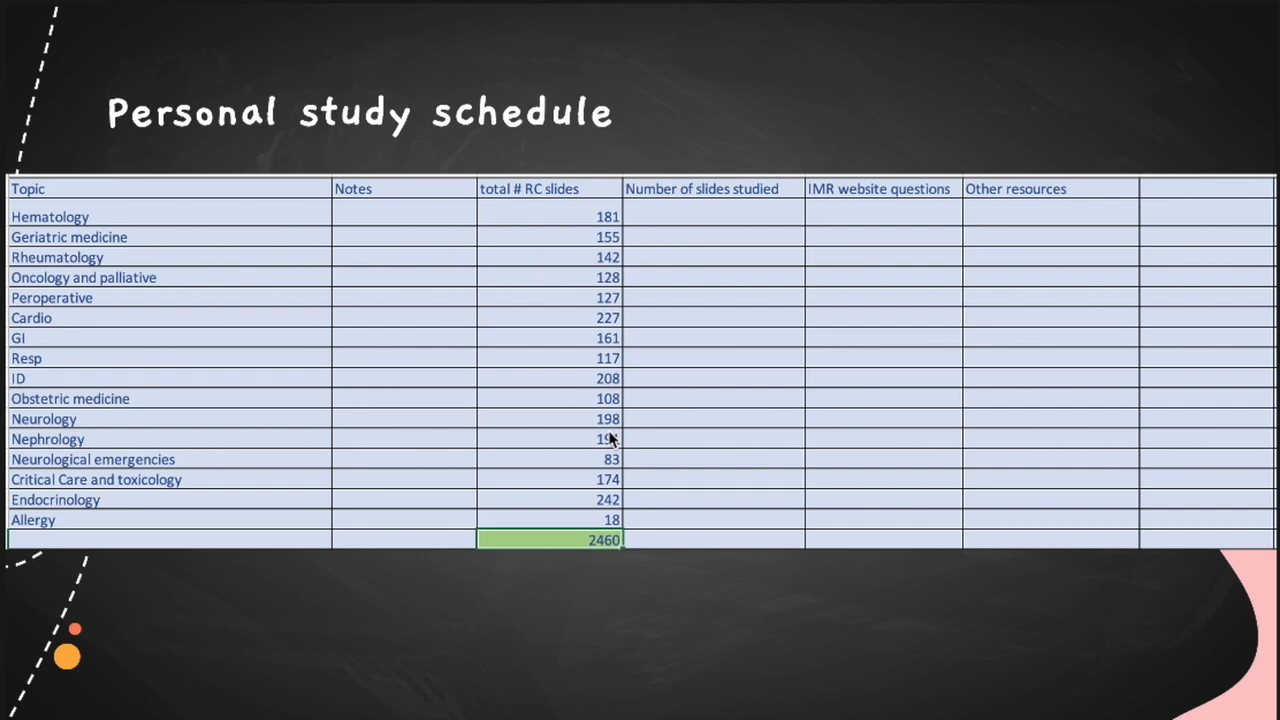 Personal study schedule
Topic Notes total # RC slides Number of slides studied IMR website questions Other resources
Hematology 181
Geriatric medicine 155
Rheumatology 142
Oncology and palliative 128
Peroperative 127
Cardio 227
GI 161
Resp 117
ID 208
Obstetric medicine 108
Neurology 198
Nephrology 191
Neurological emergencies 83
Critical Care and toxicology 174
Endocrinology 242
Allergy 18
2460